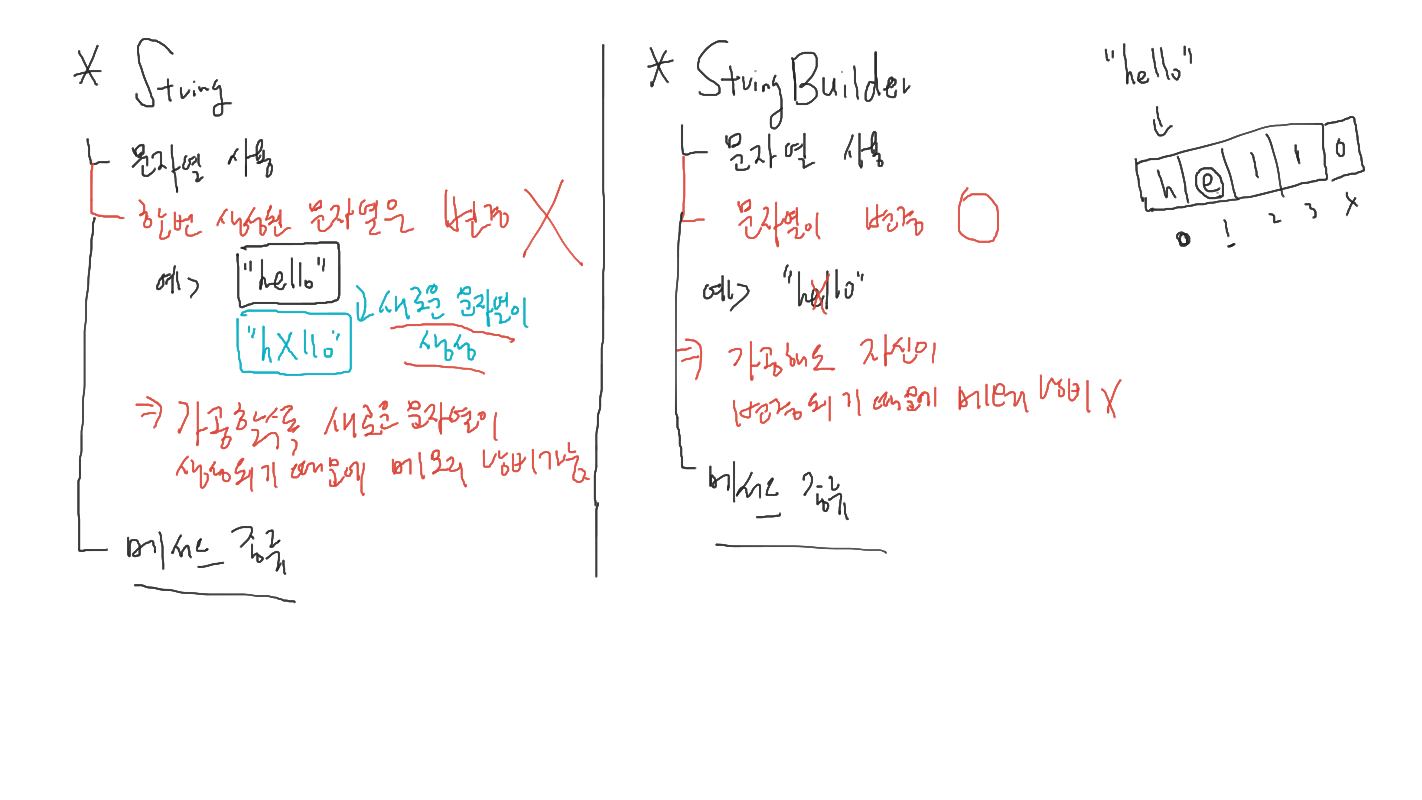 * String
문자열 사용
한번 생성한 문자열은 변경 X
예> "hello"
"hXllo"
새로운 문자열이
생성
⇒ 가공할수록 새로운 문자열이
생성되기 때문에 메모리 낭비가능
메서드 종류
* StringBuilder
문자열 사용
문자열이 변경 O
예> "hello"
⇒ 가공해도 자신이
변경되기 때문에 메모리 낭비 X
메서드 종류
"hello"
h e l l o
0 1 2 3 4